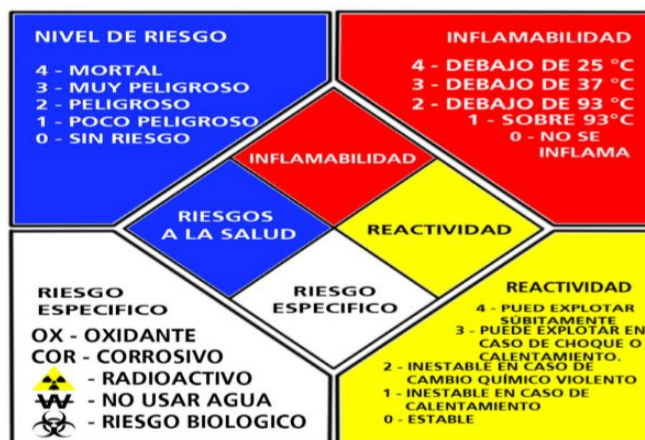 NIVEL DE RIESGO
4 - MORTAL
3 - MUY PELIGROSO
2 - PELIGROSO
1 - POCO PELIGROSO
0 - SIN RIESGO
INFLAMABILIDAD
4 - DEBAJO DE 25 °C
3 - DEBAJO DE 37 °C
2 - DEBAJO DE 93 °C
1 - SOBRE 93°C
0 - NO SE
INFLAMA
INFLAMABILIDAD
RIESGOS
A LA SALUD
REACTIVIDAD
RIESGO
ESPECIFICO
RIESGO
ESPECIFICO
OX - OXIDANTE
COR - CORROSIVO
- RADIOACTIVO
W - NO USAR AGUA
- RIESGO BIOLOGICO
REACTIVIDAD
4 - PUED EXPLOTAR
SÚBITAMENTE
3 - PUEDE EXPLOTAR EN
CASO DE CHOQUE O
CALENTAMIENTO.
2 - INESTABLE EN CASO DE
CAMBIO QUÍMICO VIOLENTO
1 - INESTABLE EN CASO DE
CALENTAMIENTO
0 - ESTABLE